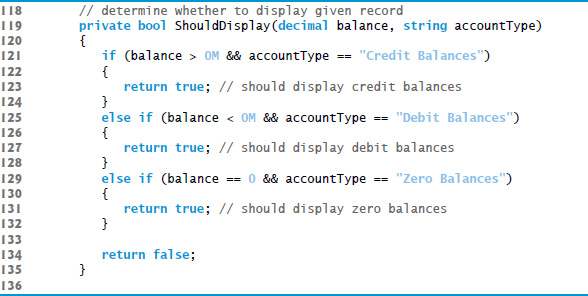 118 // determine whether to display given record
119 private bool ShouldDisplay(decimal balance, string accountType)
120 {
121 if (balance > 0M && accountType == "Credit Balances")
122 {
123 return true; // should display credit balances
124 }
125 else if (balance < 0M && accountType == "Debit Balances")
126 {
127 return true; // should display debit balances
128 }
129 else if (balance == 0 && accountType == "Zero Balances")
130 {
131 return true; // should display zero balances
132 }
133
134 return false;
135 }
136